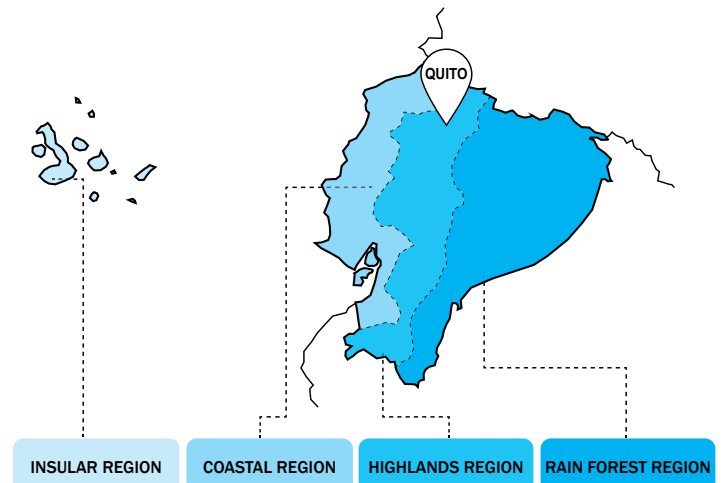 QUITO
INSULAR REGION
COASTAL REGION
HIGHLANDS REGION
RAIN FOREST REGION